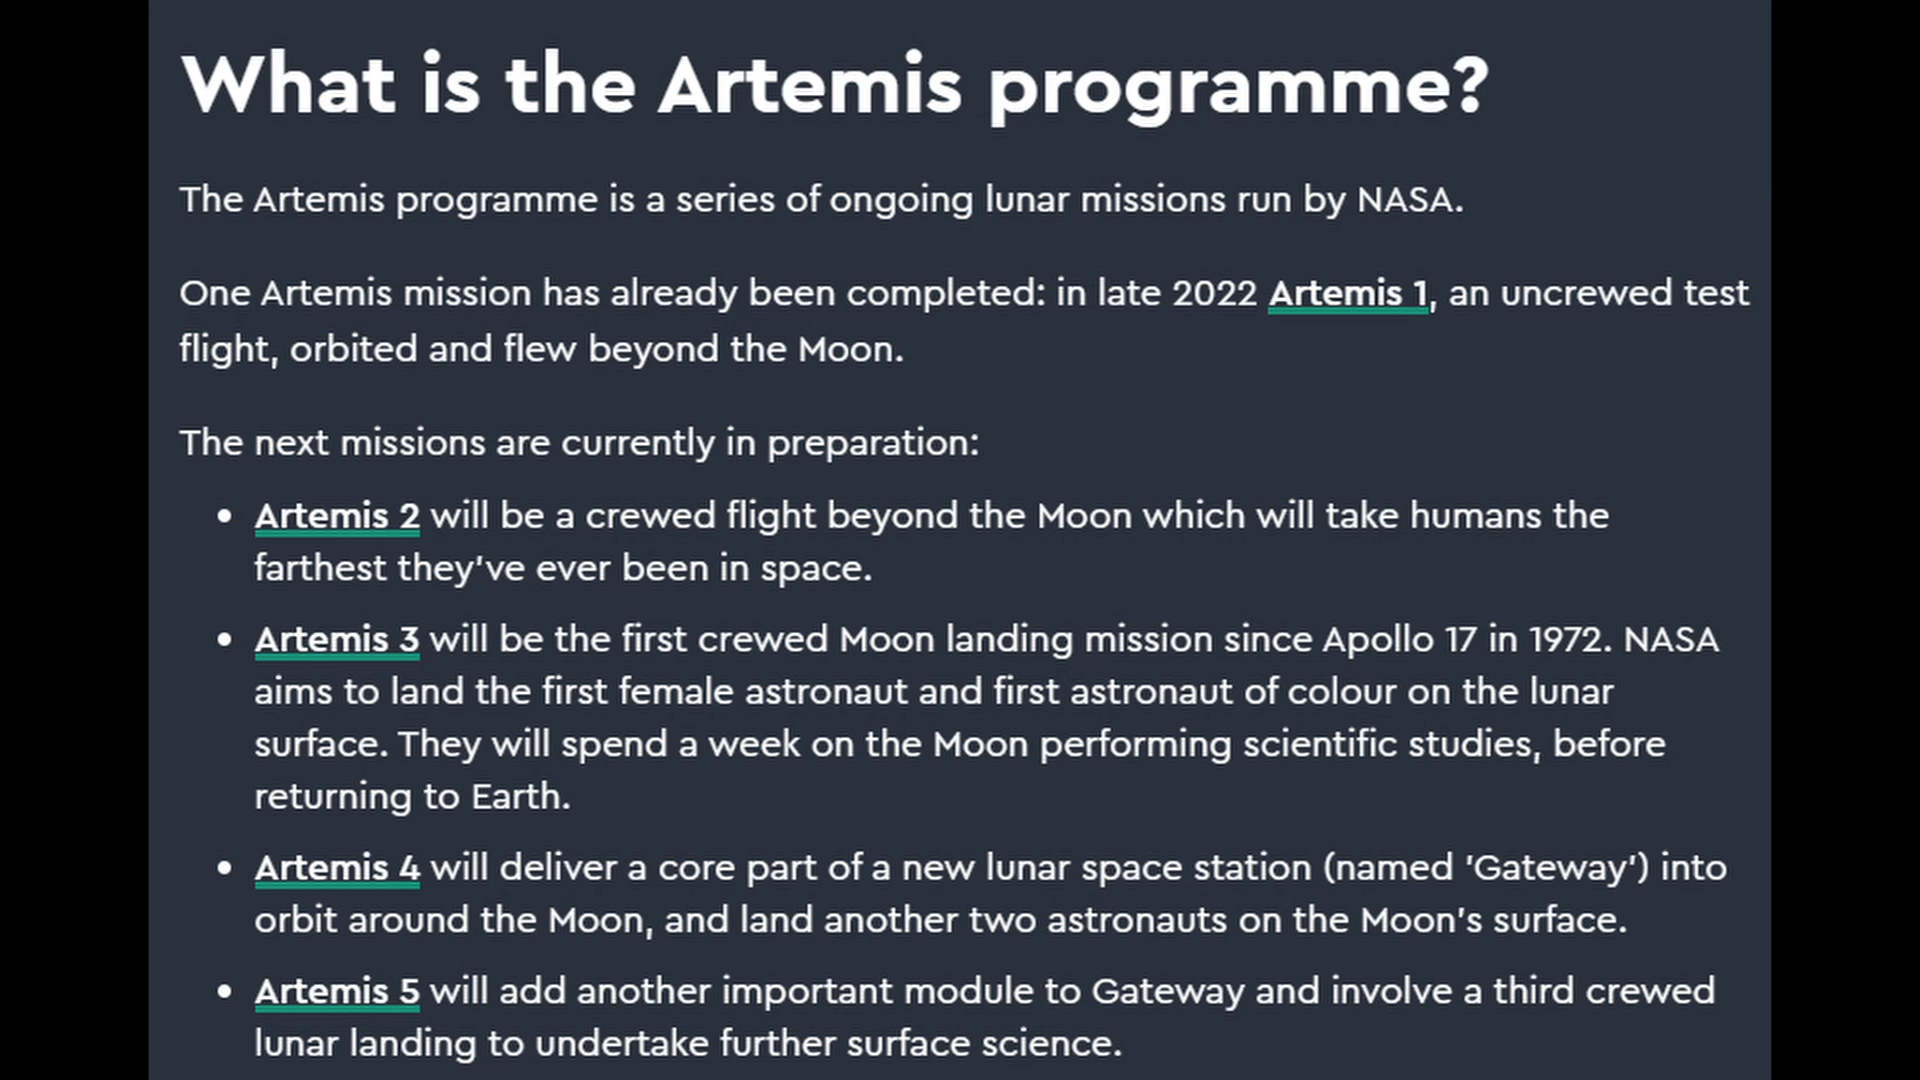 What is the Artemis programme?
The Artemis programme is a series of ongoing lunar missions run by NASA.
One Artemis mission has already been completed: in late 2022 Artemis 1, an uncrewed test
flight, orbited and flew beyond the Moon.
The next missions are currently in preparation:
• Artemis 2 will be a crewed flight beyond the Moon which will take humans the
farthest they've ever been in space.
• Artemis 3 will be the first crewed Moon landing mission since Apollo 17 in 1972. NASA
aims to land the first female astronaut and first astronaut of colour on the lunar
surface. They will spend a week on the Moon performing scientific studies, before
returning to Earth.
• Artemis 4 will deliver a core part of a new lunar space station (named 'Gateway') into
orbit around the Moon, and land another two astronauts on the Moon's surface.
• Artemis 5 will add another important module to Gateway and involve a third crewed
lunar landing to undertake further surface science.